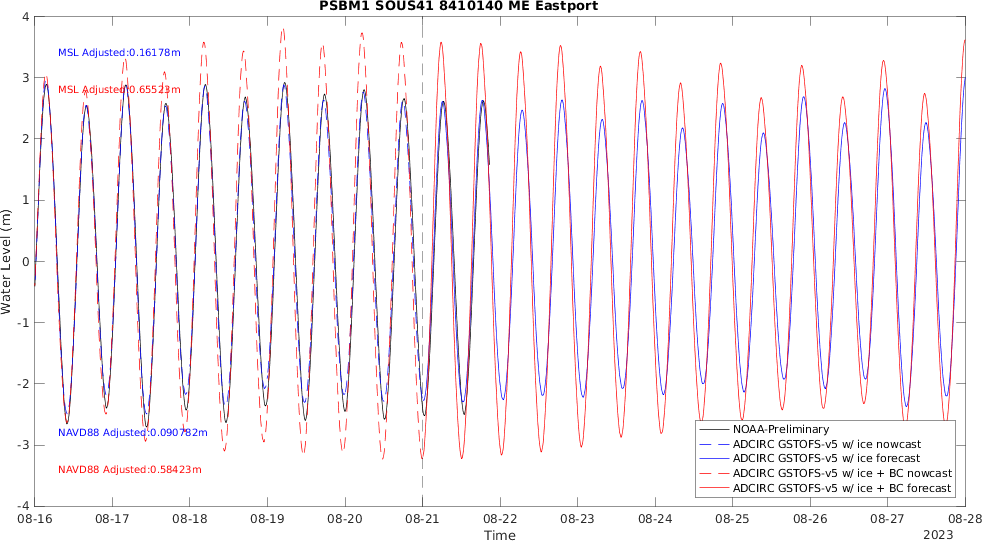 PSBM1 SOUS41 8410140 ME Eastport
4
3
2
1
0
-1
-2
-3
-4
Water Level (m)
MSL Adjusted:0.16178m
MSL Adjusted:0.65523m
NAVD88 Adjusted:0.090782m
NAVD88 Adjusted:0.58423m
NOAA-Preliminary
ADCIRC GSTOFS-v5 w/ ice nowcast
ADCIRC GSTOFS-v5 w/ ice forecast
ADCIRC GSTOFS-v5 w/ ice + BC nowcast
ADCIRC GSTOFS-v5 w/ ice + BC forecast
08-16 08-17 08-18 08-19 08-20 08-21 08-22 08-23 08-24 08-25 08-26 08-27 08-28
Time
2023